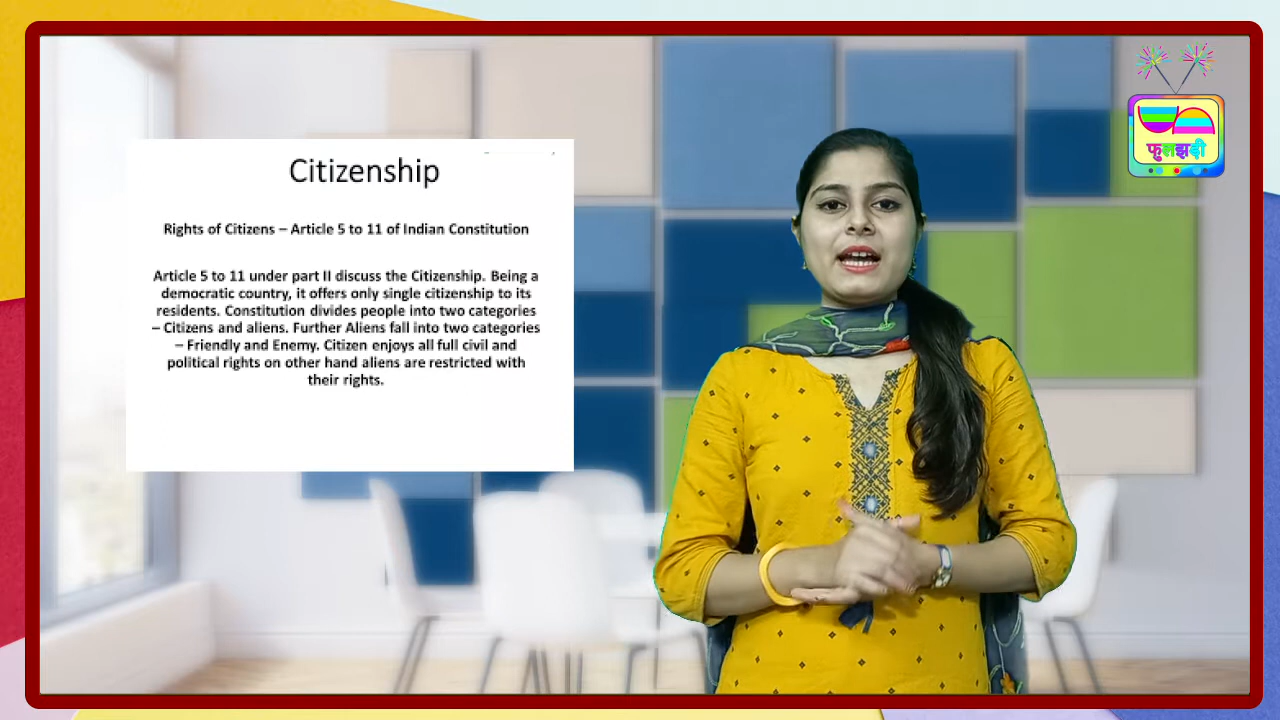 Citizenship
Rights of Citizens – Article 5 to 11 of Indian Constitution
Article 5 to 11 under part II discuss the Citizenship. Being a
democratic country, it offers only single citizenship to its
residents. Constitution divides people into two categories
– Citizens and aliens. Further Aliens fall into two categories
– Friendly and Enemy. Citizen enjoys all full civil and
political rights on other hand aliens are restricted with
their rights.
फुलझड़ी